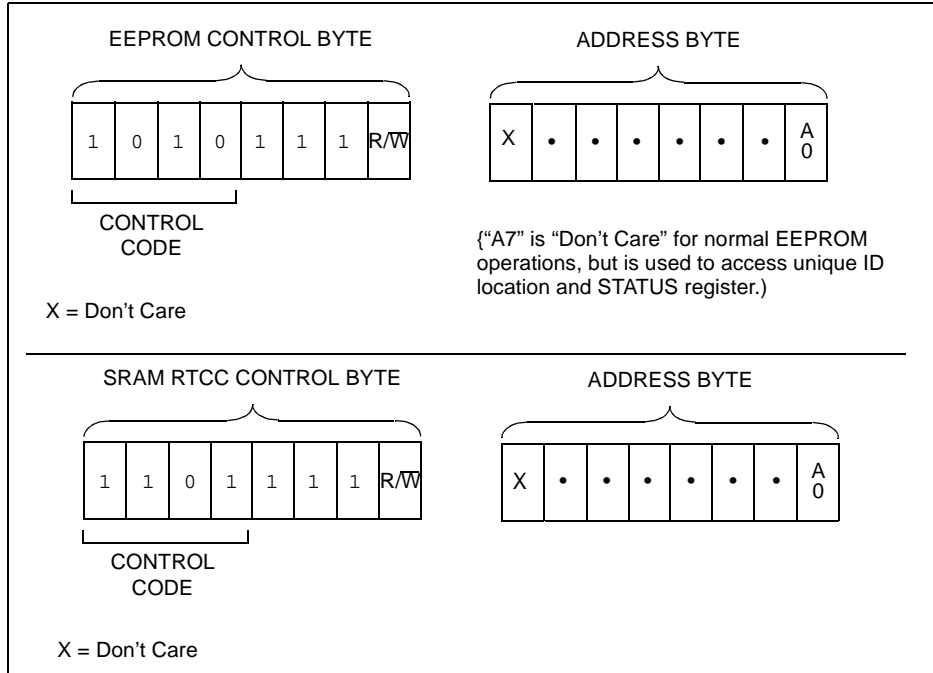 EEPROM CONTROL BYTE
ADDRESS BYTE
1 0 1 0 1 1 1 R/W̅
X • • • • • • A0
CONTROL
CODE
{“A7” is “Don’t Care” for normal EEPROM
operations, but is used to access unique ID
location and STATUS register.)
X = Don’t Care
SRAM RTCC CONTROL BYTE
ADDRESS BYTE
1 1 0 1 1 1 1 R/W̅
X • • • • • • A0
CONTROL
CODE
X = Don’t Care